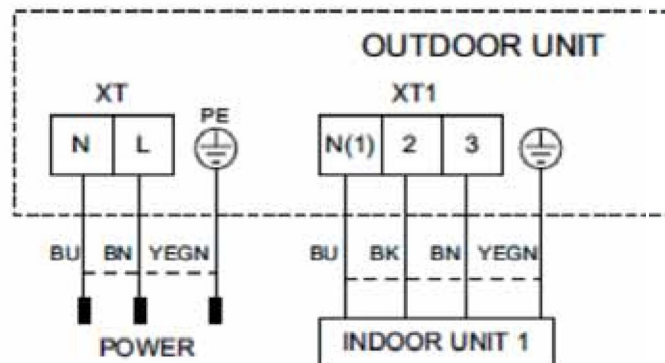 OUTDOOR UNIT
XT XT1
PE
N L N(1) 2 3
BU BN YEGN BU BK BN YEGN
POWER INDOOR UNIT 1